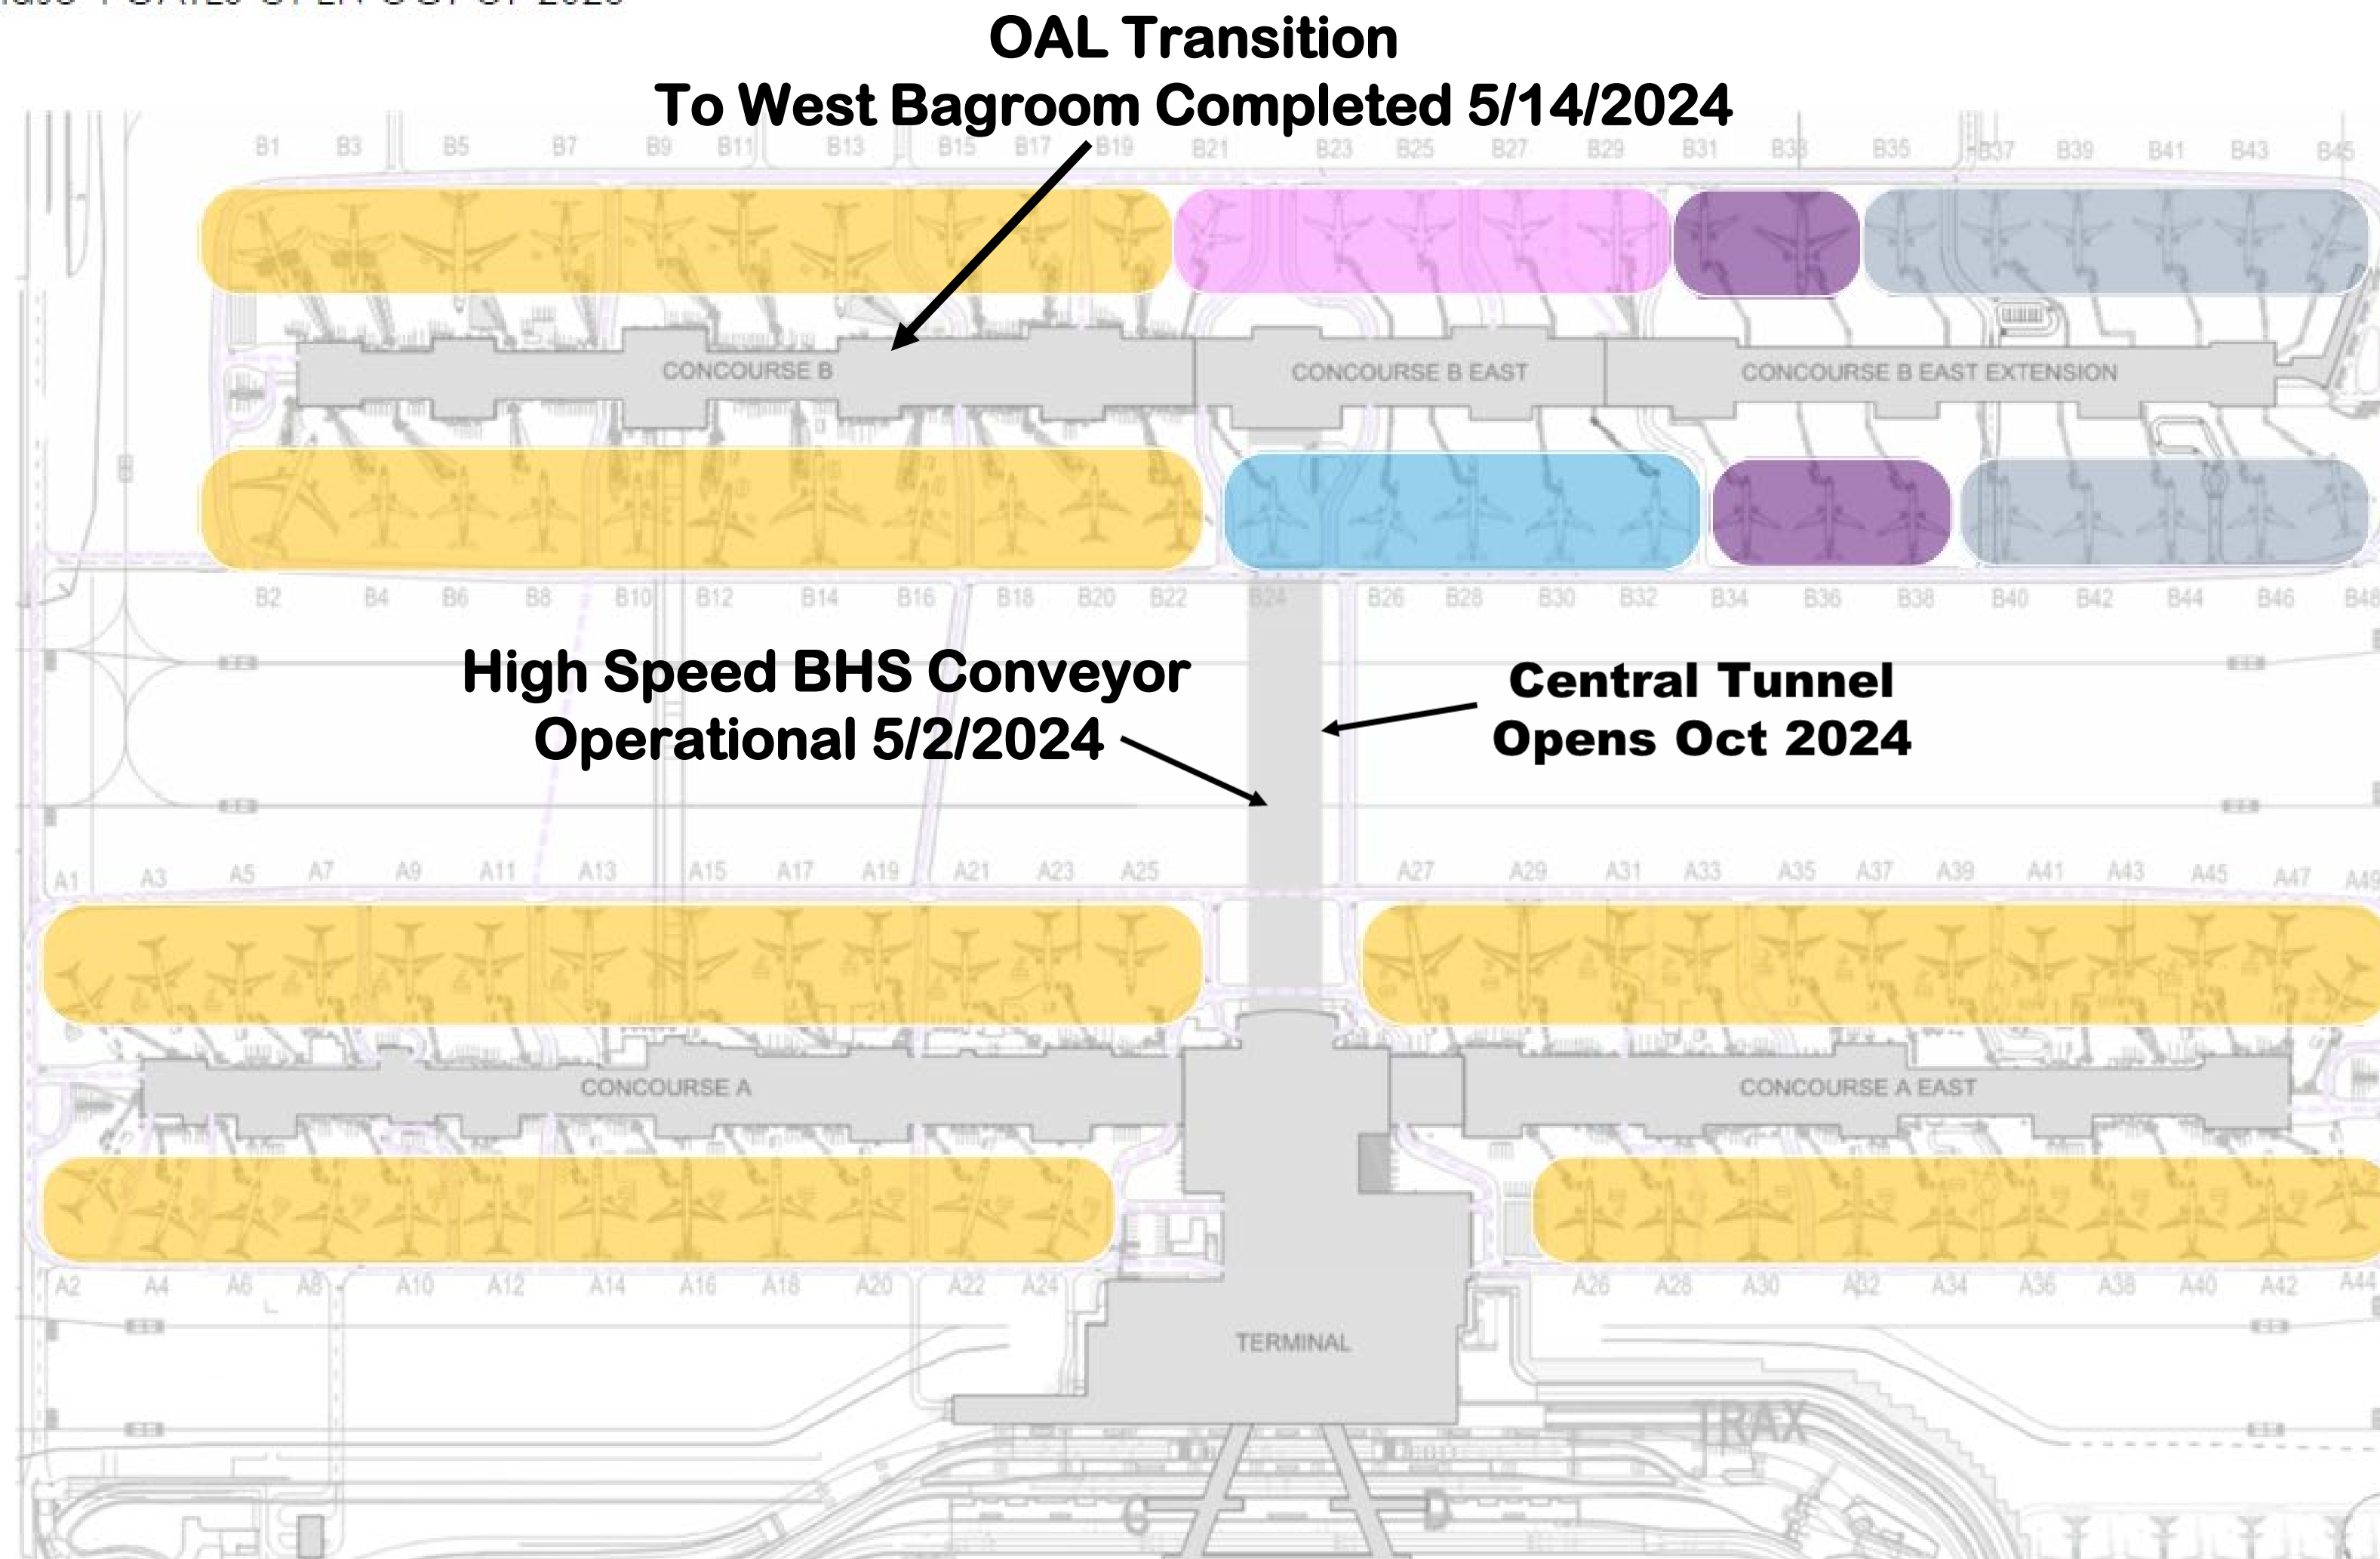 OAL Transition
To West Bagroom Completed 5/14/2024
B1 B3 B5 B7 B9 B11 B13 B15 B17 B19 B21 B23 B25 B27 B29 B31 B33 B35 B37 B39 B41 B43 B45
CONCOURSE B CONCOURSE B EAST CONCOURSE B EAST EXTENSION
B2 B4 B6 B8 B10 B12 B14 B16 B18 B20 B22 B24 B26 B28 B30 B32 B34 B36 B38 B40 B42 B44 B46 B48
High Speed BHS Conveyor
Operational 5/2/2024
Central Tunnel
Opens Oct 2024
A1 A3 A5 A7 A9 A11 A13 A15 A17 A19 A21 A23 A25 A27 A29 A31 A33 A35 A37 A39 A41 A43 A45 A47 A49
CONCOURSE A CONCOURSE A EAST
A2 A4 A6 A8 A10 A12 A14 A16 A18 A20 A22 A24 A26 A28 A30 A32 A34 A36 A38 A40 A42 A44
TERMINAL
TRAX